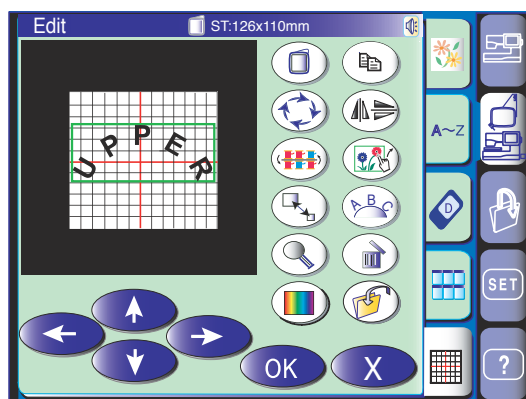 Edit
ST:126x110mm
UPPER
A B C
OK
X
A~Z
D
SET
?